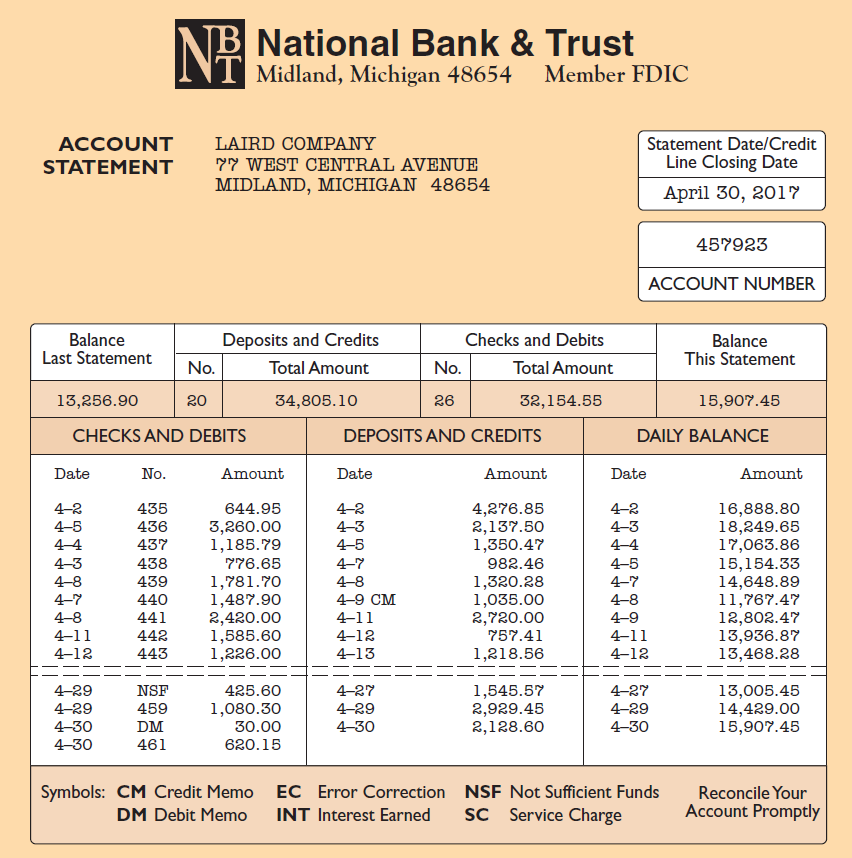 NBT National Bank & Trust
Midland, Michigan 48654 Member FDIC
ACCOUNT STATEMENT
LAIRD COMPANY
77 WEST CENTRAL AVENUE
MIDLAND, MICHIGAN 48654
Statement Date/Credit
Line Closing Date
April 30, 2017
457923
ACCOUNT NUMBER
Balance Last Statement Deposits and Credits Checks and Debits Balance This Statement
No. Total Amount No. Total Amount
13,256.90 20 34,805.10 26 32,154.55 15,907.45
CHECKS AND DEBITS DEPOSITS AND CREDITS DAILY BALANCE
Date No. Amount Date Amount Date Amount
4–2 435 644.95 4–2 4,276.85 4–2 16,888.80
4–5 436 3,260.00 4–3 2,137.50 4–3 18,249.65
4–4 437 1,185.79 4–5 1,350.47 4–4 17,063.86
4–3 438 776.65 4–7 982.46 4–5 15,154.33
4–8 439 1,781.70 4–8 1,320.28 4–7 14,648.89
4–7 440 1,487.90 4–9 CM 1,035.00 4–8 11,767.47
4–8 441 2,420.00 4–11 2,720.00 4–9 12,802.47
4–11 442 1,585.60 4–12 757.41 4–11 13,936.87
4–12 443 1,226.00 4–13 1,218.56 4–12 13,468.28
4–29 NSF 425.60 4–27 1,545.57 4–27 13,005.45
4–29 459 1,080.30 4–29 2,929.45 4–29 14,429.00
4–30 DM 30.00 4–30 2,128.60 4–30 15,907.45
4–30 461 620.15
Symbols: CM Credit Memo EC Error Correction NSF Not Sufficient Funds Reconcile Your
DM Debit Memo INT Interest Earned SC Service Charge Account Promptly